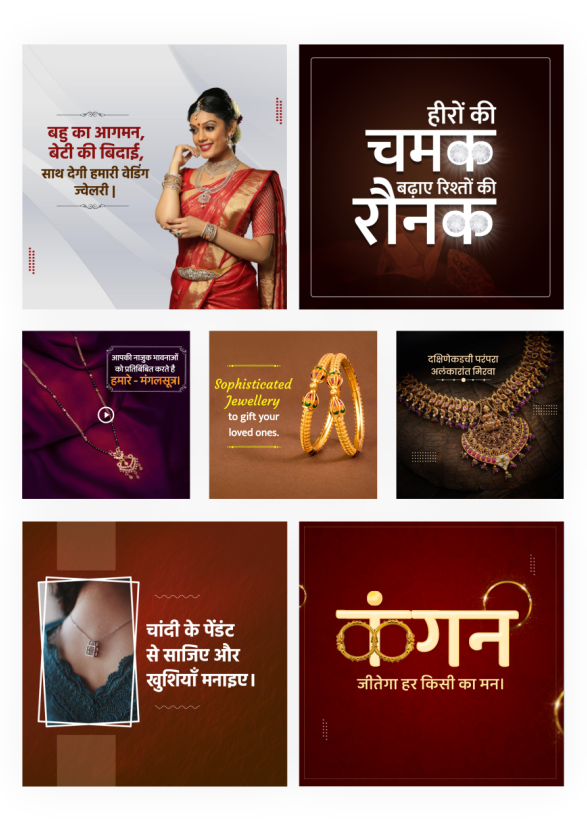 बहु का आगमन,
बेटी की बिदाई,
साथ देगी हमारी वेडिंग
ज्वेलरी |
हीरों की
चमक
बढ़ाए रिश्तों की
रौनक
आपकी नाजुक भावनाओं
को प्रतिबिंबित करते है
हमारे - मंगलसूत्र।
Sophisticated
Jewellery
to gift your
loved ones.
दक्षिणेकडची परंपरा
अलंकारांत मिरवा
चांदी के पेंडंट
से साजिए और
खुशियाँ मनाइए।
कंगन
जीतेगा हर किसी का मन।